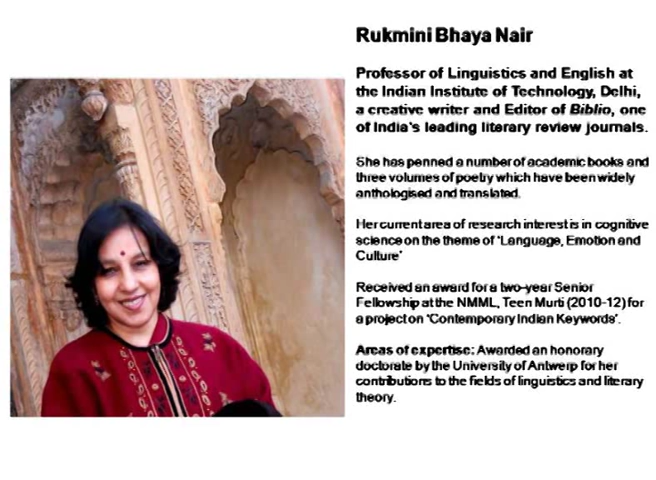 Rukmini Bhaya Nair
Professor of Linguistics and English at
the Indian Institute of Technology, Delhi,
a creative writer and Editor of Biblio, one
of India's leading literary review journals.
She has penned a number of academic books and
three volumes of poetry which have been widely
anthologised and translated.
Her current area of research interest is in cognitive
science on the theme of 'Language, Emotion and
Culture'
Received an award for a two-year Senior
Fellowship at the NMML, Teen Murti (2010-12) for
a project on 'Contemporary Indian Keywords'.
Areas of expertise: Awarded an honorary
doctorate by the University of Antwerp for her
contributions to the fields of linguistics and literary
theory.